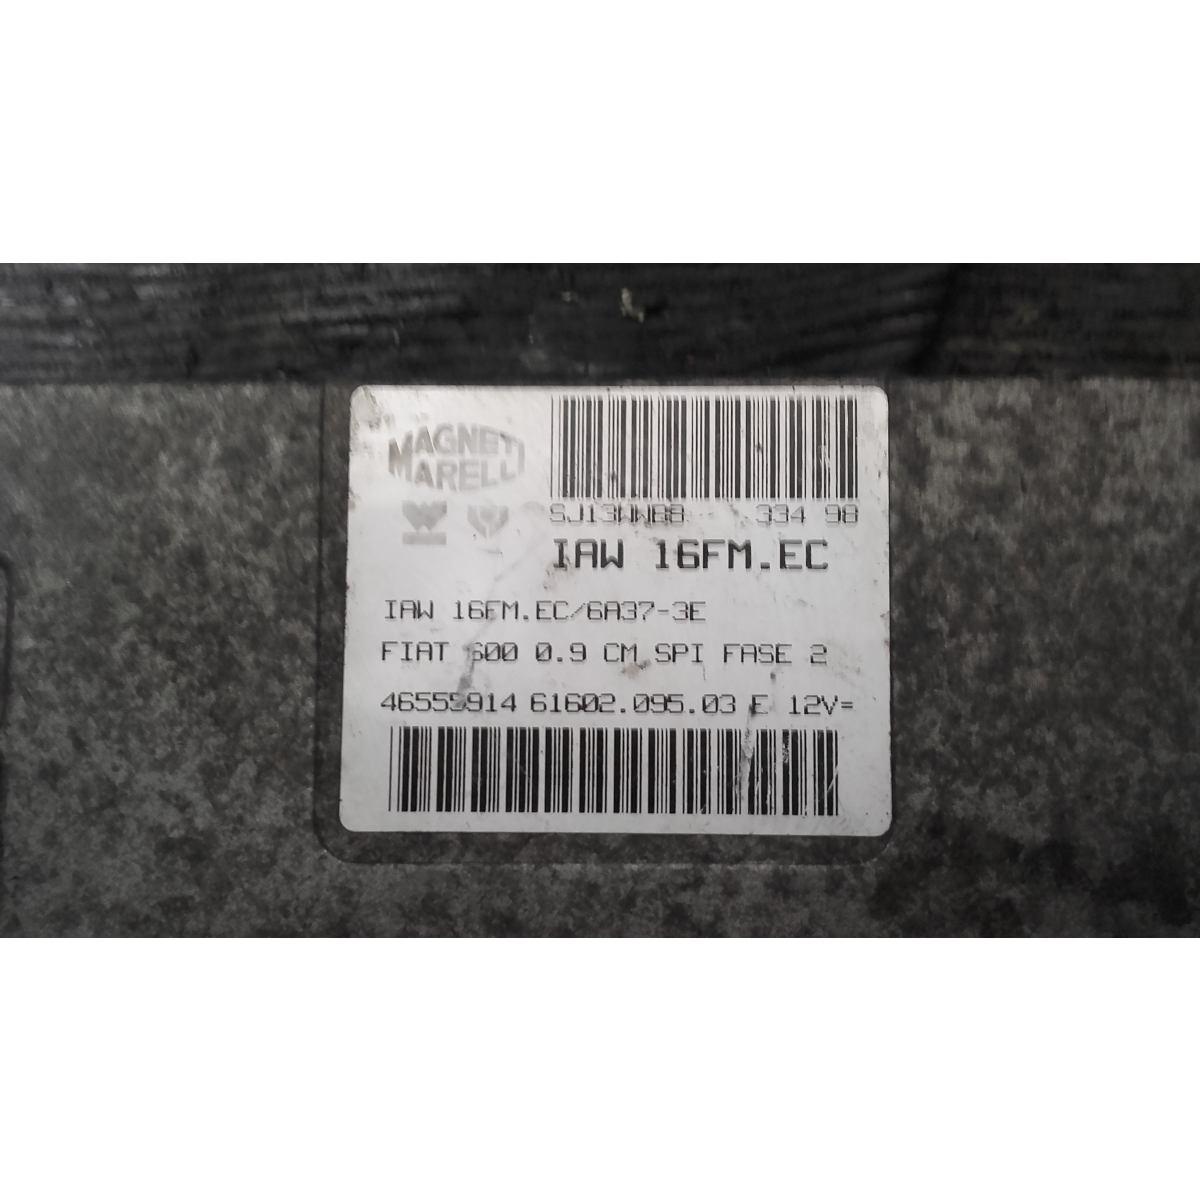 MAGNETI
MARELLI
334 98
IAW 16FM.EC
IAW 16FM.EC/6A37-3E
FIAT 600 0.9 CM SPI FASE 2
46555914 61602.095.03 E 12V=